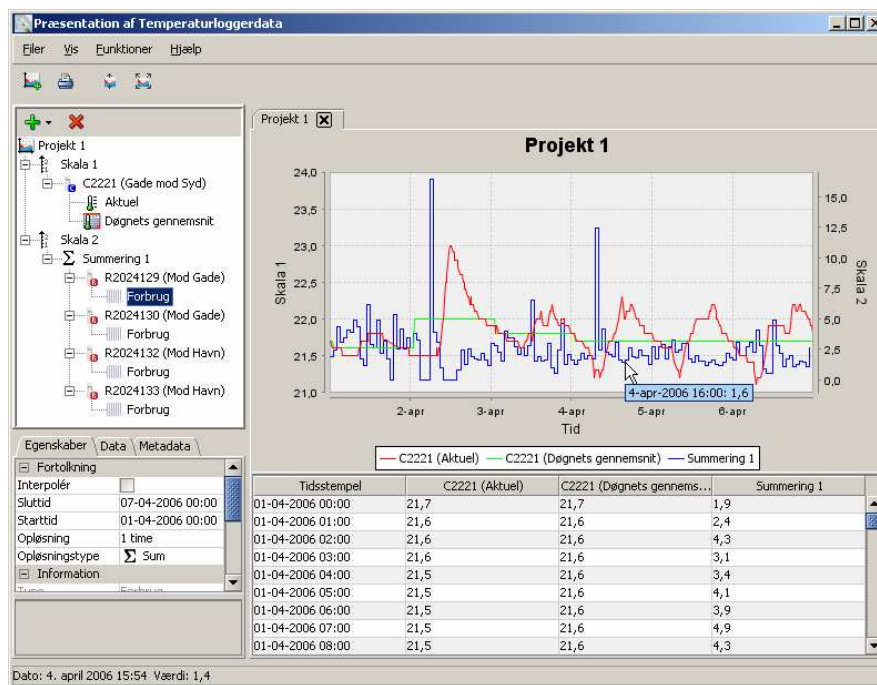 Præsentation af Temperaturloggerdata
Filer Vis Funktioner Hjælp
Projekt 1
Skala 1
C2221 (Gade mod Syd)
Aktuel
Døgnets gennemsnit
Skala 2
Σ Summering 1
R2024129 (Mod Gade)
Forbrug
R2024130 (Mod Gade)
Forbrug
R2024132 (Mod Havn)
Forbrug
R2024133 (Mod Havn)
Forbrug
Egenskaber Data Metadata
Fortolkning
Interpolér
Sluttid 07-04-2006 00:00
Starttid 01-04-2006 00:00
Opløsning 1 time
Opløsningstype Σ Sum
Information
Projekt 1
Projekt 1
24,0
23,5
23,0
22,5
22,0
21,5
21,0
Skala 1
15,0
12,5
10,0
7,5
5,0
2,5
0,0
Skala 2
4-apr-2006 16:00: 1,6
2-apr 3-apr 4-apr 5-apr 6-apr
Tid
C2221 (Aktuel) C2221 (Døgnets gennemsnit) Summering 1
Tidsstempel C2221 (Aktuel) C2221 (Døgnets gennems... Summering 1
01-04-2006 00:00 21,7 21,7 1,9
01-04-2006 01:00 21,6 21,6 2,4
01-04-2006 02:00 21,6 21,6 4,3
01-04-2006 03:00 21,6 21,6 3,1
01-04-2006 04:00 21,5 21,6 3,4
01-04-2006 05:00 21,5 21,6 4,1
01-04-2006 06:00 21,5 21,6 3,9
01-04-2006 07:00 21,5 21,6 4,9
01-04-2006 08:00 21,5 21,6 4,3
Dato: 4. april 2006 15:54 Værdi: 1,4